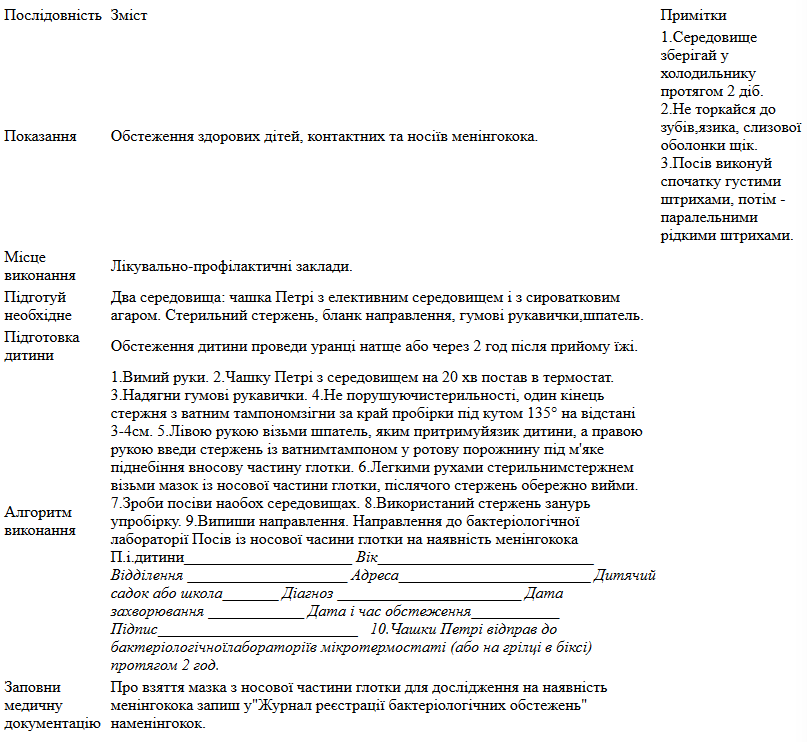 Послідовність Зміст Примітки
Показання
Обстеження здорових дітей, контактних та носіїв менінгокока.
1.Середовище
зберігай у
холодильнику
протягом 2 діб.
2.Не торкайся до
зубів,язика, слизової
оболонки щік.
3.Посів виконуй
спочатку густими
штрихами, потім -
паралельними
рідкими штрихами.
Місце
виконання
Лікувально-профілактичні заклади.
Підготуй
необхідне
Два середовища: чашка Петрі з елективним середовищем і з сироватковим
агаром. Стерильний стержень, бланк направлення, гумові рукавички,шпатель.
Підготовка
дитини
Обстеження дитини проведи уранці натще або через 2 год після прийому їжі.
Алгоритм
виконання
1.Вимий руки. 2.Чашку Петрі з середовищем на 20 хв постав в термостат.
3.Надягни гумові рукавички. 4.Не порушуючистерильності, один кінець
стержня з ватним тампономзігни за край пробірки під кутом 135° на відстані
3-4см. 5.Лівою рукою візьми шпатель, яким притримуйязик дитини, а правою
рукою введи стержень із ватнимтампоном у ротову порожнину під м'яке
піднебіння вносову частину глотки. 6.Легкими рухами стерильнимстержнем
візьми мазок із носової частини глотки, післячого стержень обережно вийми.
7.Зроби посіви наобох середовищах. 8.Використаний стержень занурь
упробірку. 9.Випиши направлення. Направлення до бактеріологічної
лабораторії Посів із носової часини глотки на наявність менінгокока
П.і.дитини______________________ Вік____________________________
Відділення _____________________ Адреса_________________________ Дитячий
садок або школа_______ Діагноз ________________________ Дата
захворювання ____________ Дата і час обстеження____________
Підпис__________________________ 10.Чашки Петрі відправ до
бактеріологічноїлабораторіїв мікротермостаті (або на грілці в біксі)
протягом 2 год.
Заповни
медичну
документацію
Про взяття мазка з носової частини глотки для дослідження на наявність
менінгокока запиш у"Журнал реєстрації бактеріологічних обстежень"
наменінгокок.